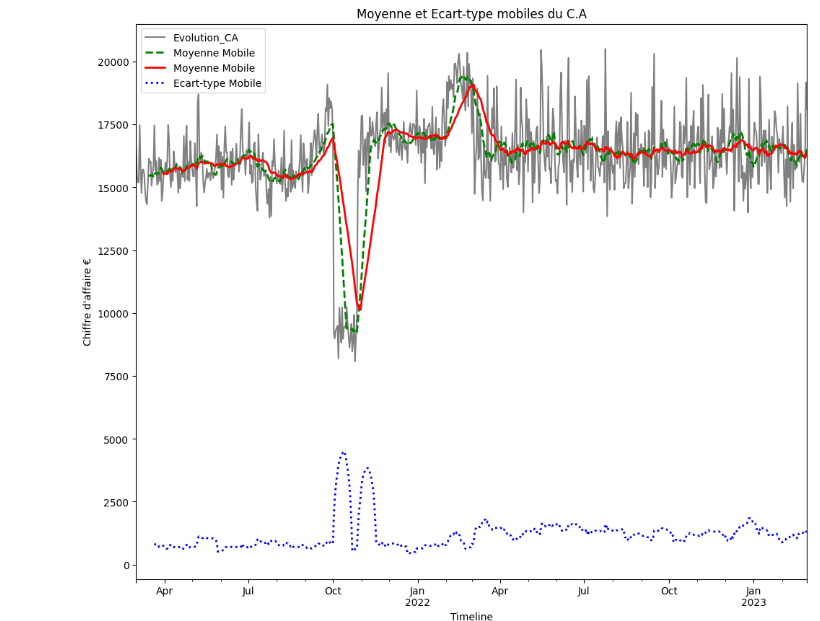 Moyenne et Ecart-type mobiles du C.A
Evolution_CA
Moyenne Mobile
Moyenne Mobile
Ecart-type Mobile
20000
17500
15000
12500
10000
7500
5000
2500
0
Chiffre d'affaire €
Apr
Jul
Oct
Jan
2022
Apr
Jul
Oct
Jan
2023
Timeline